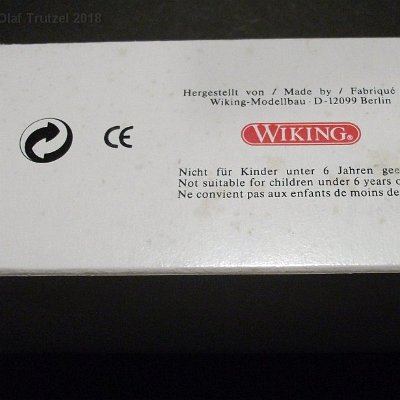 Olaf Trutzel 2018
Hergestellt von / Made by / Fabriqué
Wiking-Modellbau · D-12099 Berlin
CE
WIKING®
Nicht für Kinder unter 6 Jahren gee
Not suitable for children under 6 years o
Ne convient pas aux enfants de moins de